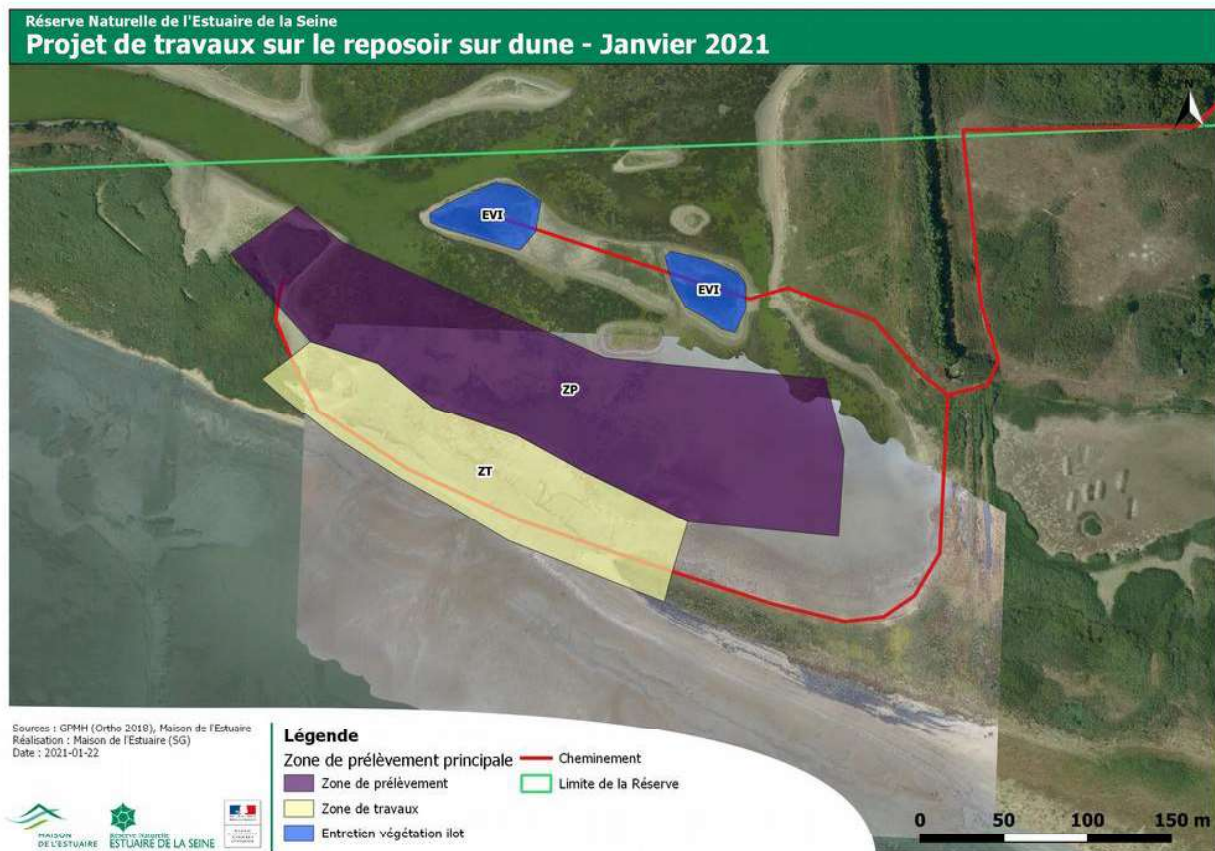 Réserve Naturelle de l'Estuaire de la Seine
Projet de travaux sur le reposoir sur dune - Janvier 2021
N
EVI
EVI
ZP
ZT
Sources : GPMH (Ortho 2018), Maison de l'Estuaire
Réalisation : Maison de l'Estuaire (SG)
Date : 2021-01-22
Légende
Zone de prélèvement principale
Zone de prélèvement
Zone de travaux
Entretien végétation ilot
Cheminement
Limite de la Réserve
MAISON
DE L'ESTUAIRE
Réserve Naturelle
ESTUAIRE DE LA SEINE
0 50 100 150 m